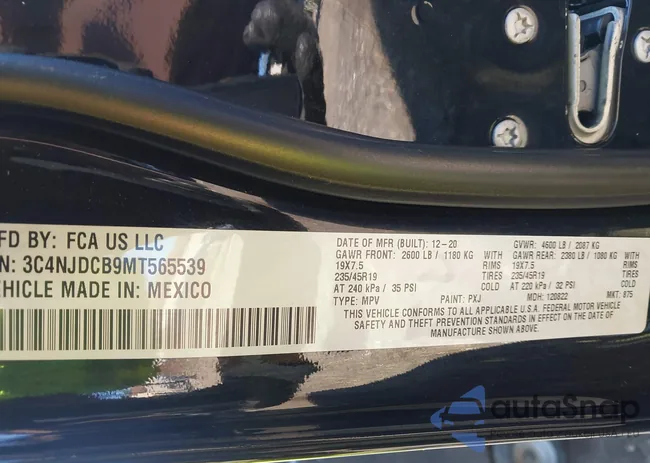 MFD BY: FCA US LLC
N: 3C4NJDCB9MT565539
VEHICLE MADE IN: MEXICO
DATE OF MFR (BUILT): 12-20 GVWR: 4600 LB / 2087 KG
GAWR FRONT: 2600 LB / 1180 KG GAWR REAR: 2380 LB / 1080 KG
19X7.5 RIMS 19X7.5 RIMS
235/45R19 TIRES 235/45R19 TIRES
AT 240 kPa / 35 PSI COLD AT 220 kPa / 32 PSI COLD
TYPE: MPV PAINT: PXJ MDH: 120822 MKT: 875
THIS VEHICLE CONFORMS TO ALL APPLICABLE U.S.A. FEDERAL MOTOR VEHICLE
SAFETY AND THEFT PREVENTION STANDARDS IN EFFECT ON THE DATE OF
MANUFACTURE SHOWN ABOVE.
autoSnap